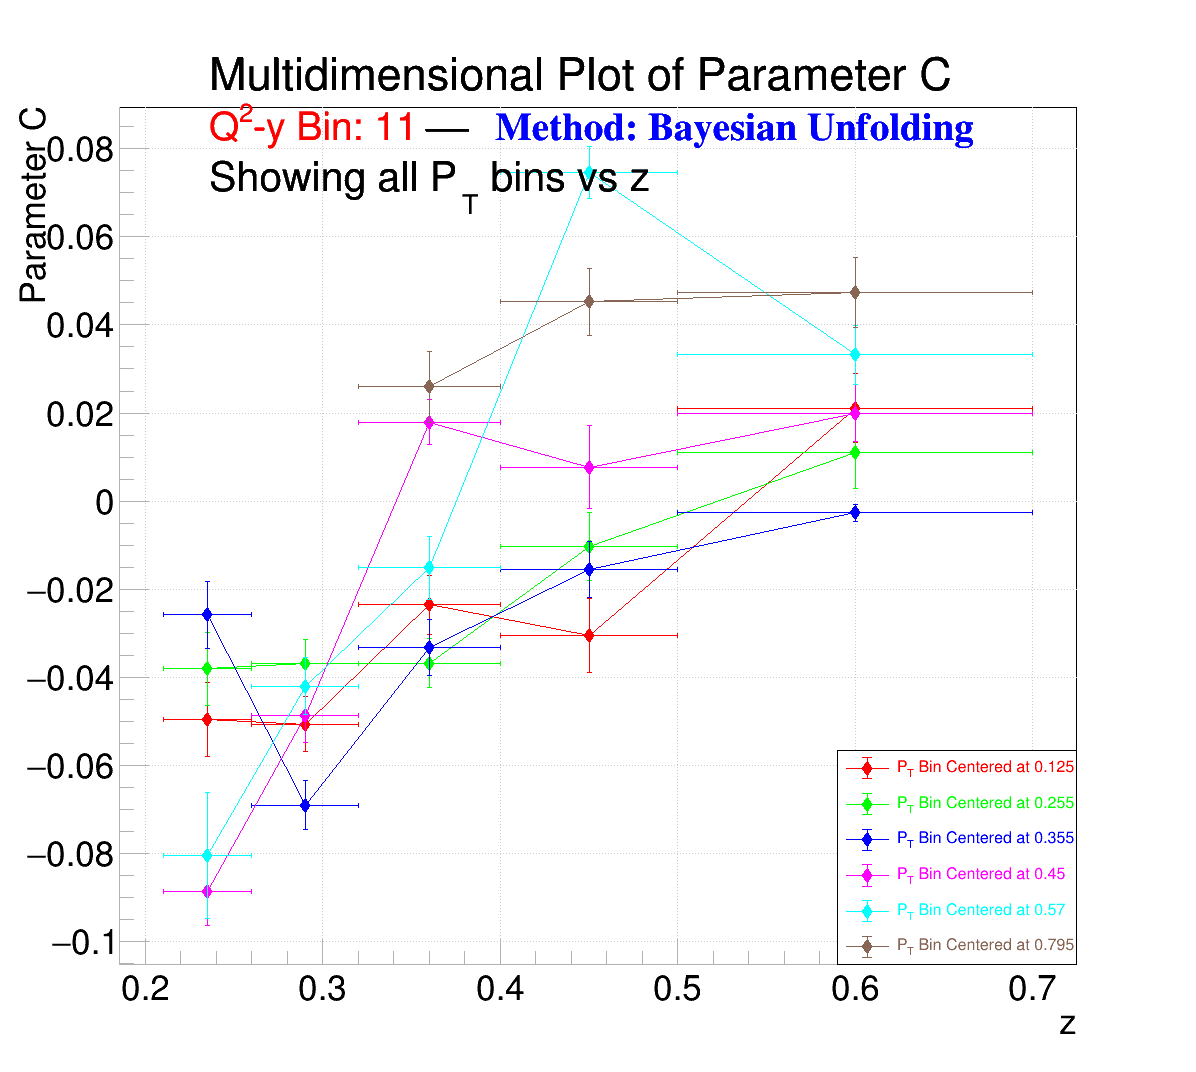 Multidimensional Plot of Parameter C
Q²-y Bin: 11 — Method: Bayesian Unfolding
Showing all P_T bins vs z
Parameter C
0.08
0.06
0.04
0.02
0
−0.02
−0.04
−0.06
−0.08
−0.1
P_T Bin Centered at 0.125
P_T Bin Centered at 0.255
P_T Bin Centered at 0.355
P_T Bin Centered at 0.45
P_T Bin Centered at 0.57
P_T Bin Centered at 0.795
0.2 0.3 0.4 0.5 0.6 0.7
z